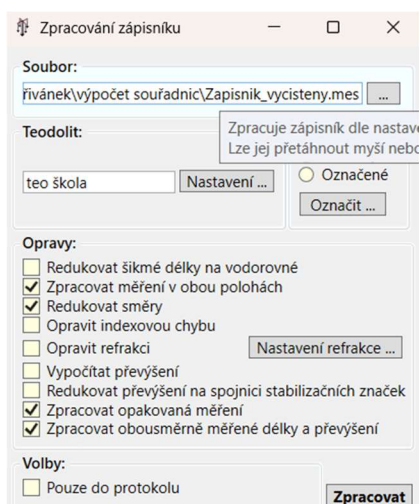 Zpracování zápisníku
Soubor:
řivánek\výpočet souřadnic\Zapisnik_vycisteny.mes
...
Teodolit:
Zpracuje zápisník dle nastave
Lze jej přetáhnout myší nebo
teo škola
Nastavení ...
Označené
Označit ...
Opravy:
Redukovat šikmé délky na vodorovné
Zpracovat měření v obou polohách
Redukovat směry
Opravit indexovou chybu
Opravit refrakci
Nastavení refrakce ...
Vypočítat převýšení
Redukovat převýšení na spojnici stabilizačních značek
Zpracovat opakovaná měření
Zpracovat obousměrně měřené délky a převýšení
Volby:
Pouze do protokolu
Zpracovat